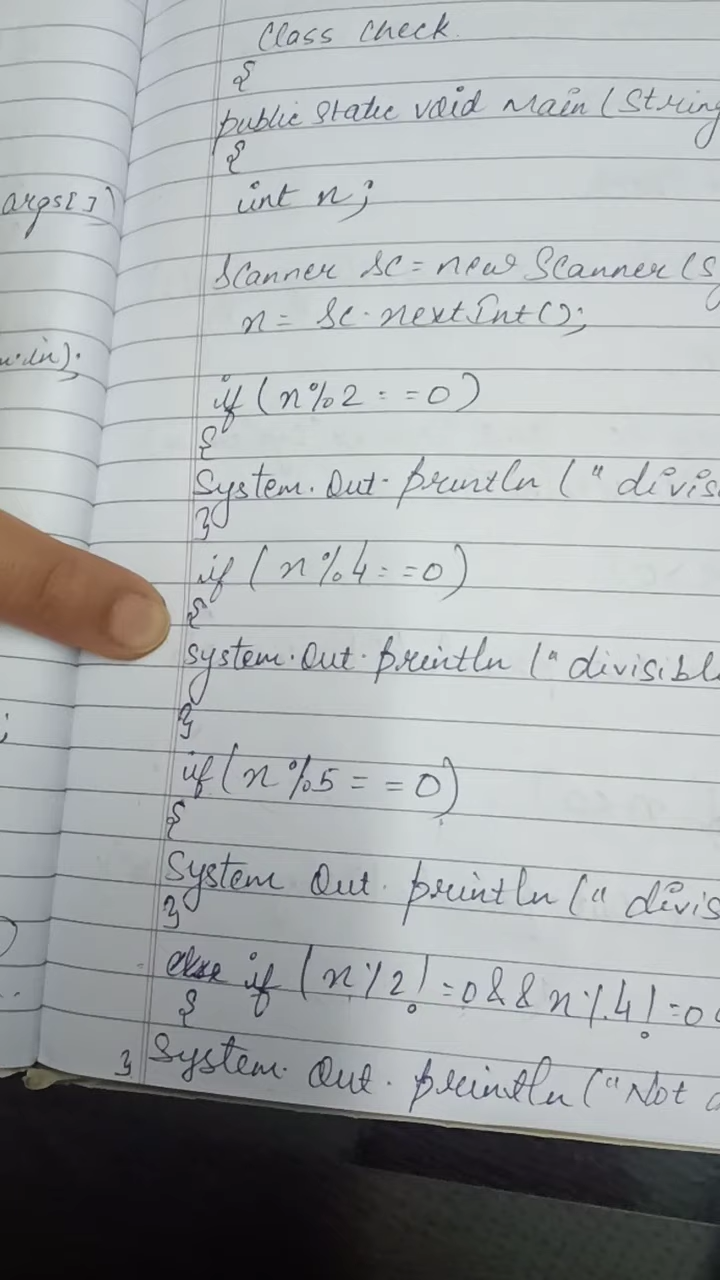 args[])
Class Check.
{
public static void main(String
{
int n;
Scanner sc = new Scanner(Sy
n = sc.nextInt();
if (n%2 = =0)
{
System.Out.println ("divis
}
if (n%4= =0)
{
System.Out.println ("divisible
}
if (n%5 = =0)
{
System Out. println (" divis
}
else if (n%2!=0&&n%4!=0
{
System. Out. println ("Not
}